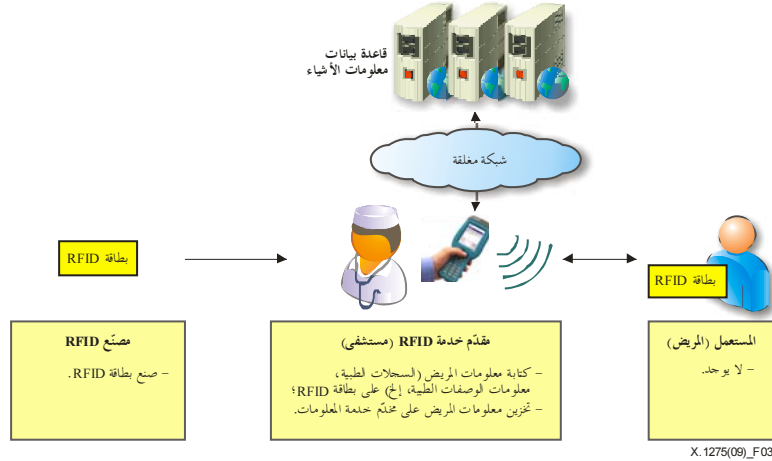 قاعدة بيانات
معلومات الأشياء
شبكة مغلقة
بطاقة RFID
بطاقة RFID
مصنّع RFID
– صنع بطاقة RFID.
مقدّم خدمة RFID (مستشفى)
– كتابة معلومات المريض (السجلات الطبية،
معلومات الوصفات الطبية، إلخ) على بطاقة RFID؛
– تخزين معلومات المريض على مخدّم خدمة المعلومات.
المستعمل (المريض)
– لا يوجد.
X.1275(09)_F03